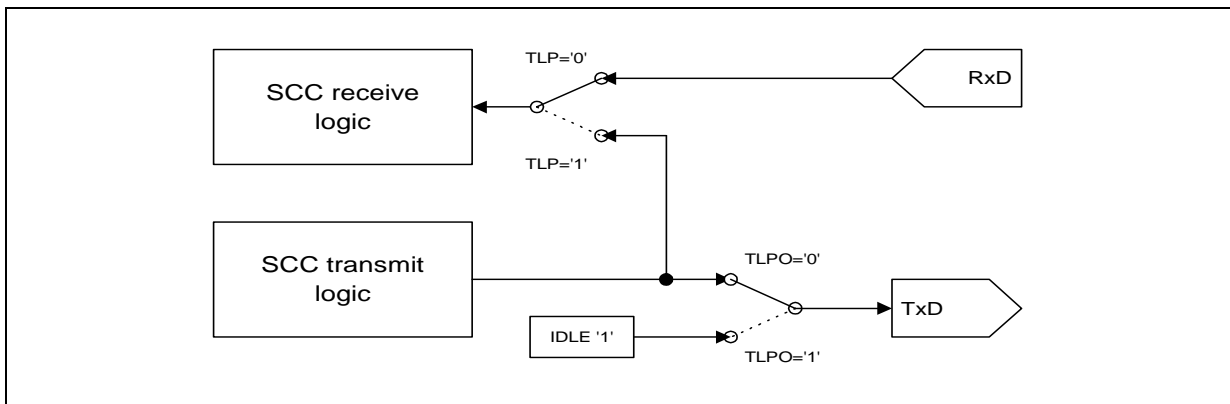 TLP='0'
SCC receive
logic
RxD
TLP='1'
SCC transmit
logic
TLPO='0'
TxD
IDLE '1'
TLPO='1'